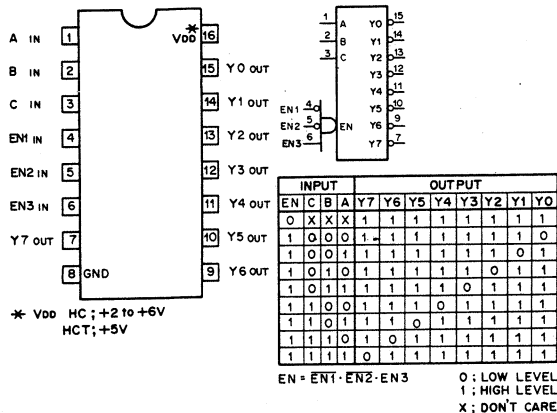 A IN 1
B IN 2
C IN 3
EN1 IN 4
EN2 IN 5
EN3 IN 6
Y7 OUT 7
8 GND
* VDD 16
15 Y0 OUT
14 Y1 OUT
13 Y2 OUT
12 Y3 OUT
11 Y4 OUT
10 Y5 OUT
9 Y6 OUT
* VDD HC ; +2 to +6V
HCT ; +5V
1 A Y0 15
2 B Y1 14
3 C Y2 13
Y3 12
Y4 11
EN1 4 Y5 10
EN2 5 EN Y6 9
EN3 6 Y7 7
INPUT OUTPUT
EN C B A Y7 Y6 Y5 Y4 Y3 Y2 Y1 Y0
0 X X X 1 1 1 1 1 1 1 1
1 0 0 0 1 1 1 1 1 1 1 0
1 0 0 1 1 1 1 1 1 1 0 1
1 0 1 0 1 1 1 1 1 0 1 1
1 0 1 1 1 1 1 1 0 1 1 1
1 1 0 0 1 1 1 0 1 1 1 1
1 1 0 1 1 1 0 1 1 1 1 1
1 1 1 0 1 0 1 1 1 1 1 1
1 1 1 1 0 1 1 1 1 1 1 1
EN = E̅N̅1̅ · E̅N̅2̅ · EN3
0 ; LOW LEVEL
1 ; HIGH LEVEL
X ; DON'T CARE